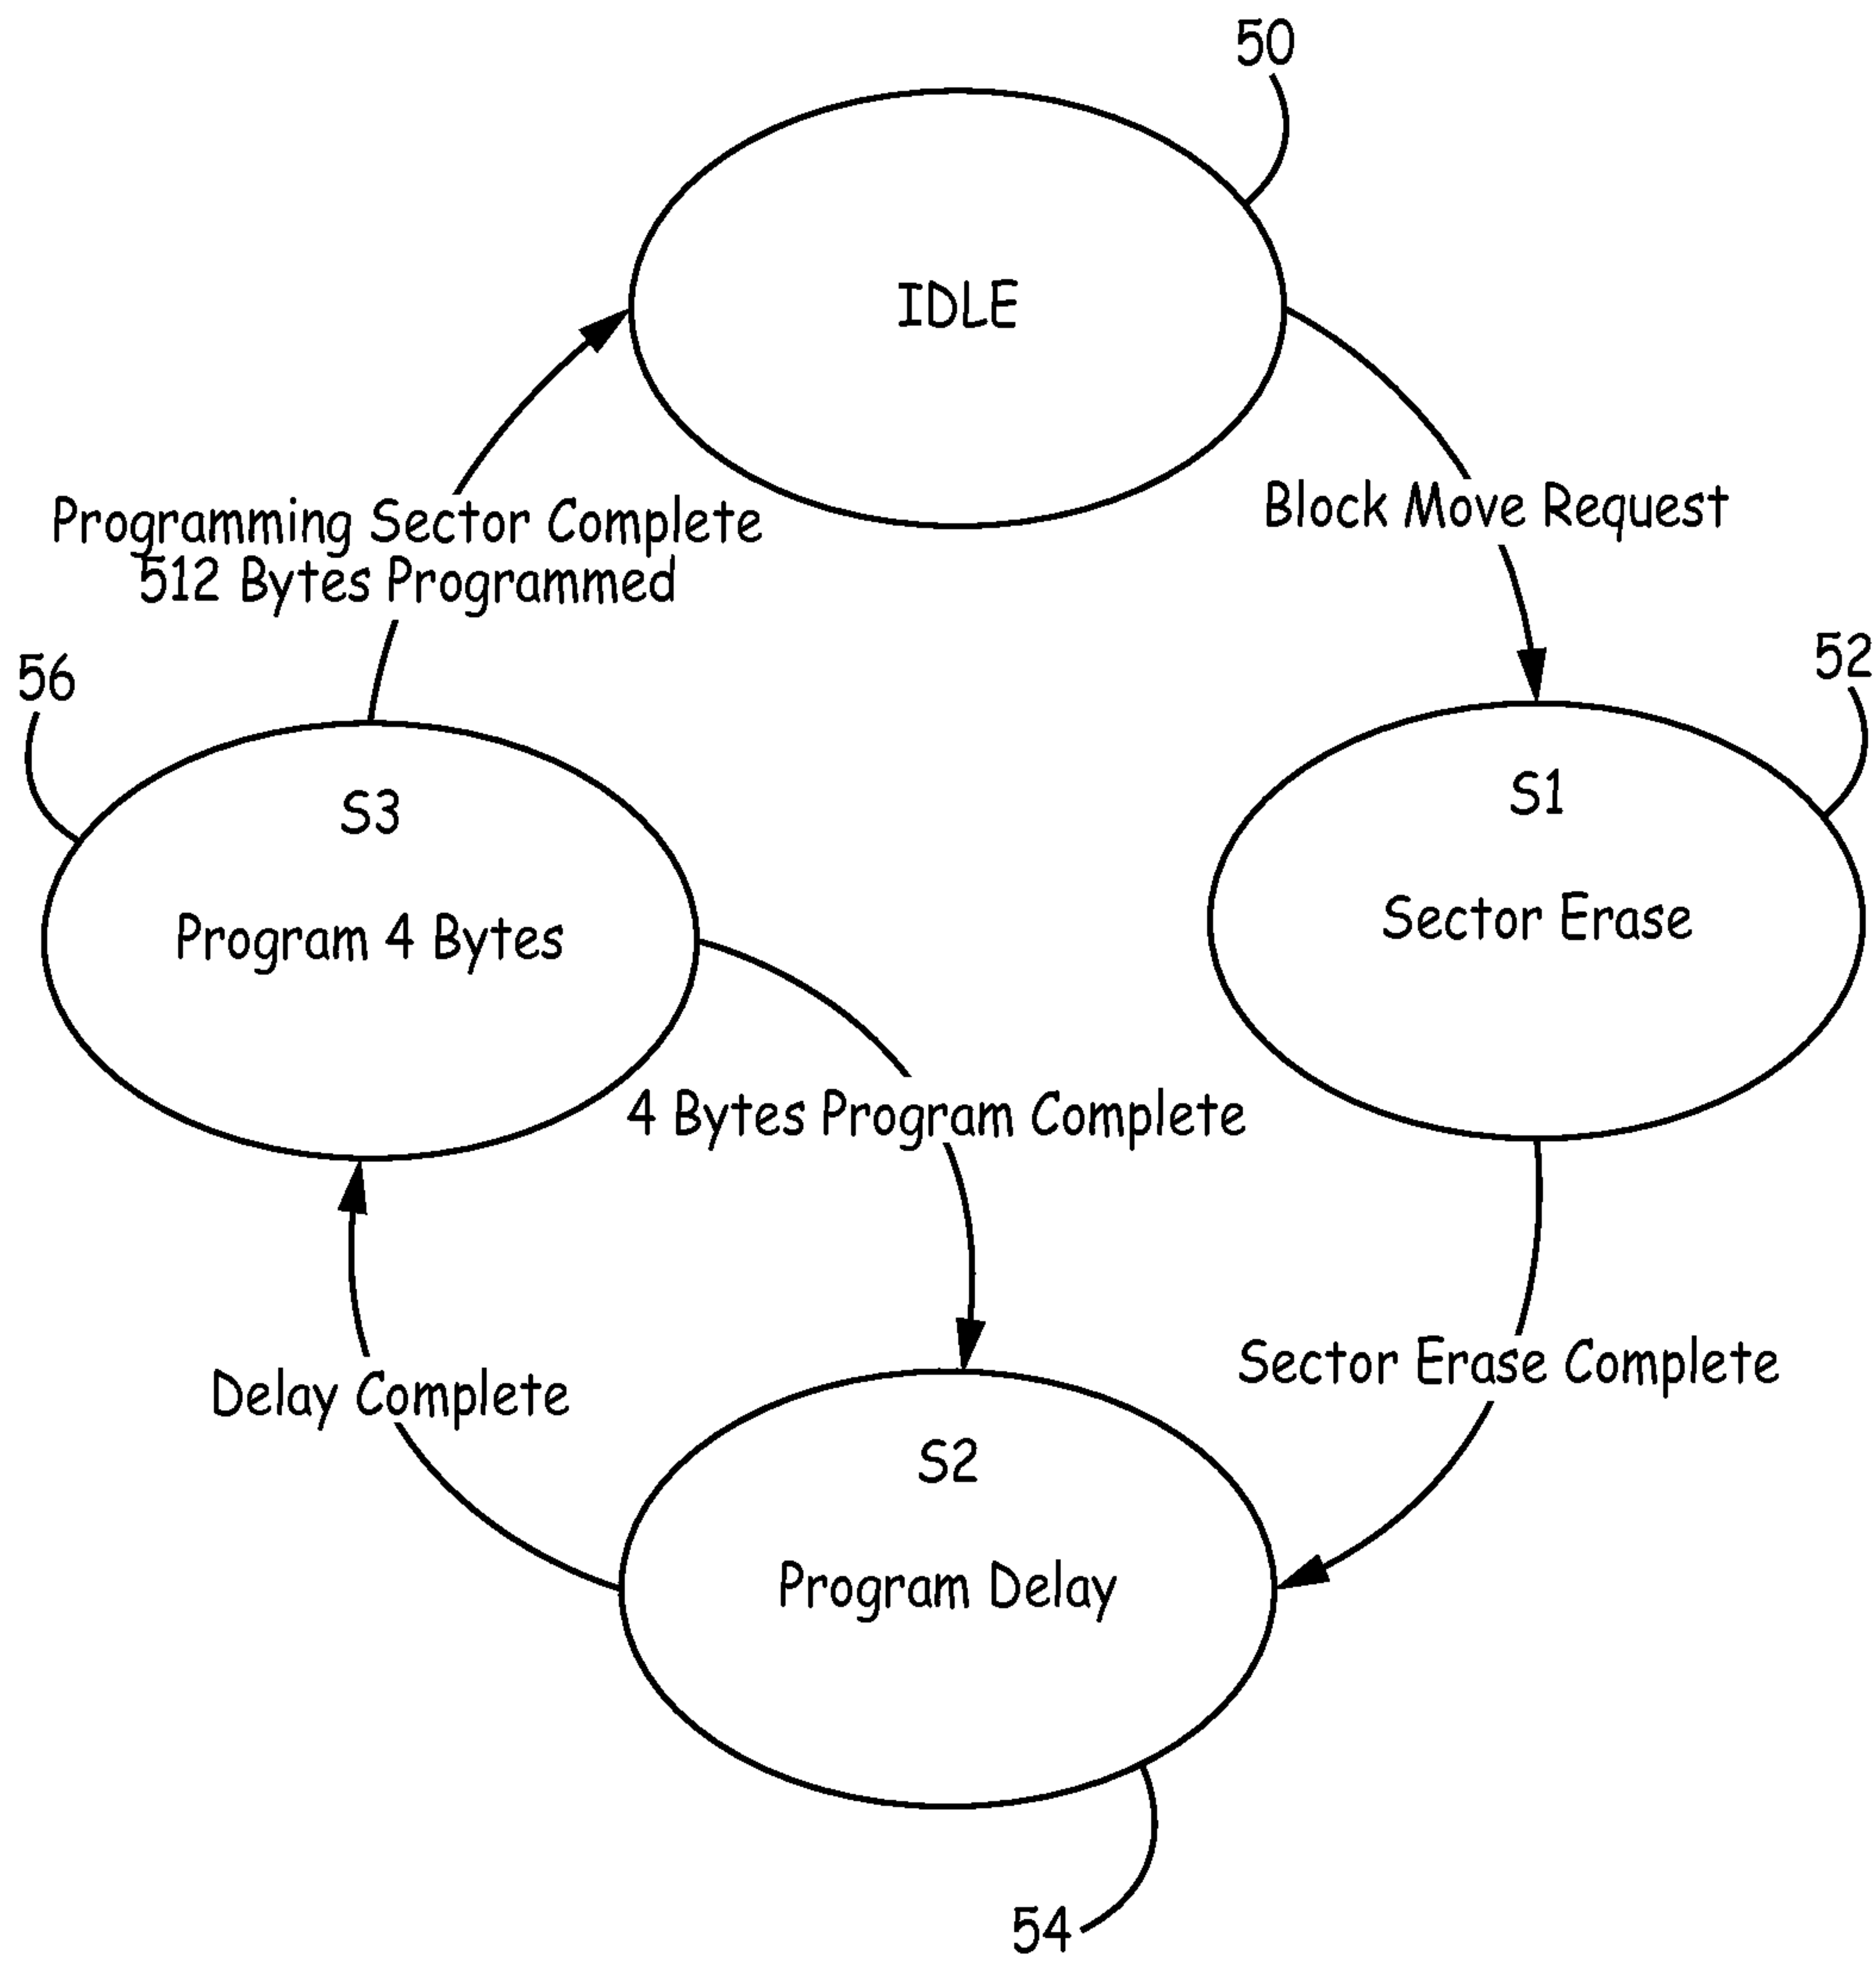 50
IDLE
Block Move Request
Programming Sector Complete
512 Bytes Programmed
56
52
S3
Program 4 Bytes
S1
Sector Erase
4 Bytes Program Complete
Sector Erase Complete
Delay Complete
S2
Program Delay
54